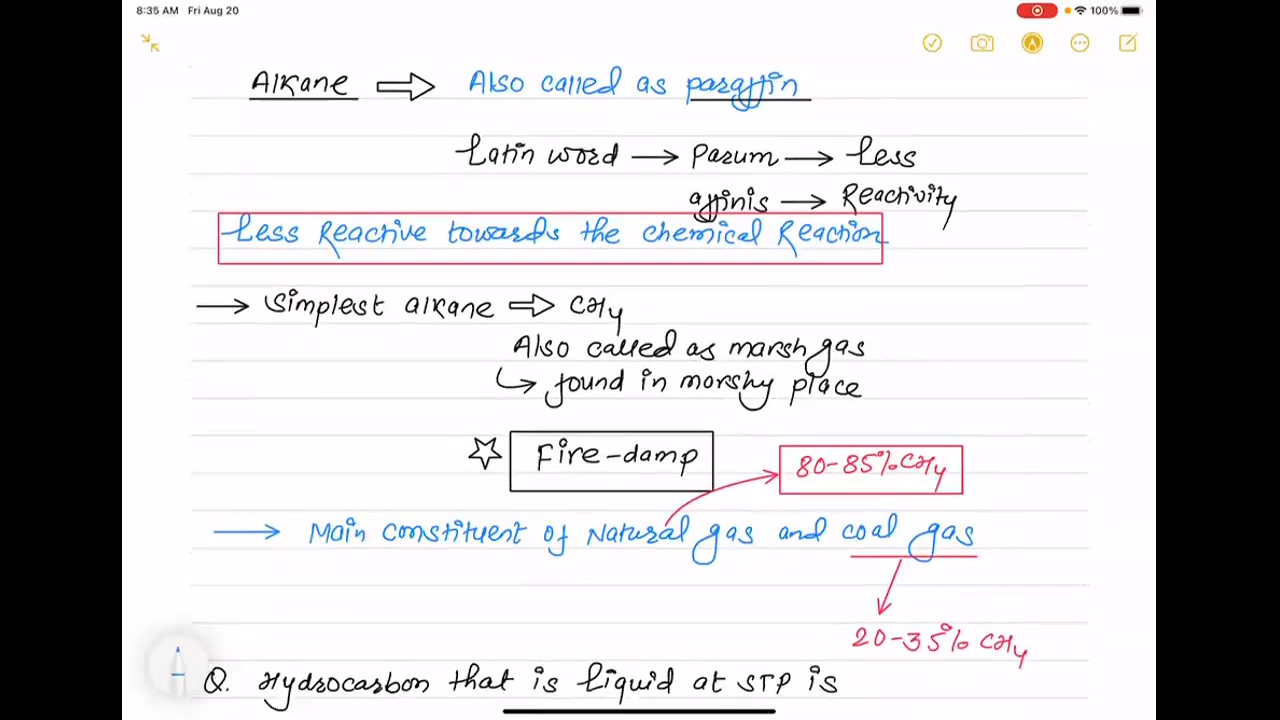 8:35 AM Fri Aug 20
100%
Alkane ⇒ Also called as paraffin
Latin word → Parum → Less
affinis → Reactivity
Less Reactive towards the chemical Reaction
→ Simplest alkane ⇒ CH4
Also called as marsh gas
↳ found in marshy place
☆ Fire-damp
80-85% CH4
→ Main constituent of Natural gas and coal gas
20-35% CH4
Q. Hydrocarbon that is liquid at STP is